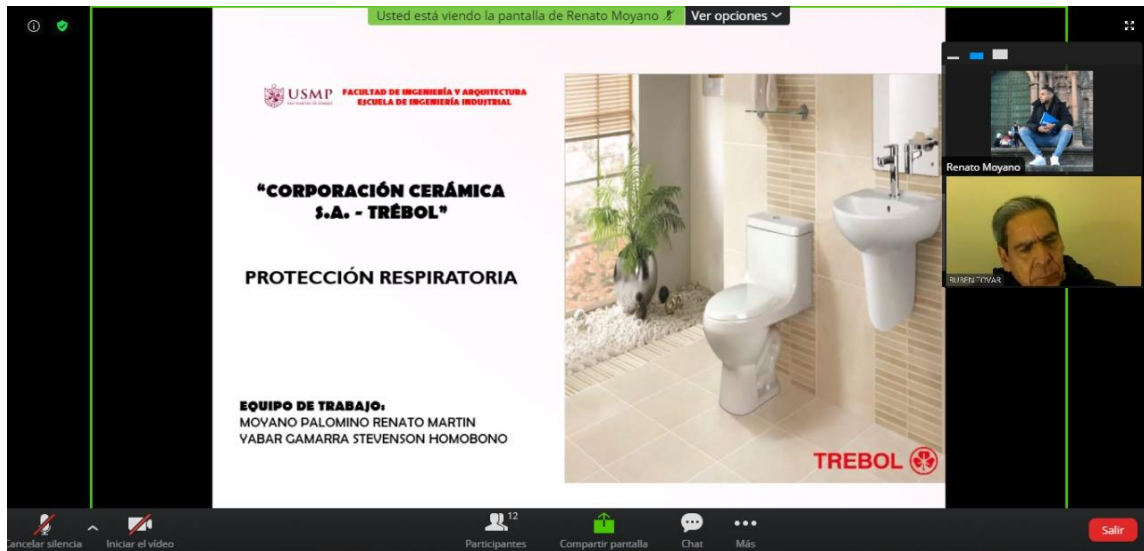 Usted está viendo la pantalla de Renato Moyano
Ver opciones
USMP
FACULTAD DE INGENIERÍA Y ARQUITECTURA
ESCUELA DE INGENIERÍA INDUSTRIAL
“CORPORACIÓN CERÁMICA
S.A. - TRÉBOL”
PROTECCIÓN RESPIRATORIA
EQUIPO DE TRABAJO:
MOYANO PALOMINO RENATO MARTIN
YABAR GAMARRA STEVENSON HOMOBONO
TREBOL
Renato Moyano
RUBEN TOVAR
Cancelar silencia
Iniciar el vídeo
12
Participantes
Compartir pantalla
Chat
Más
Salir